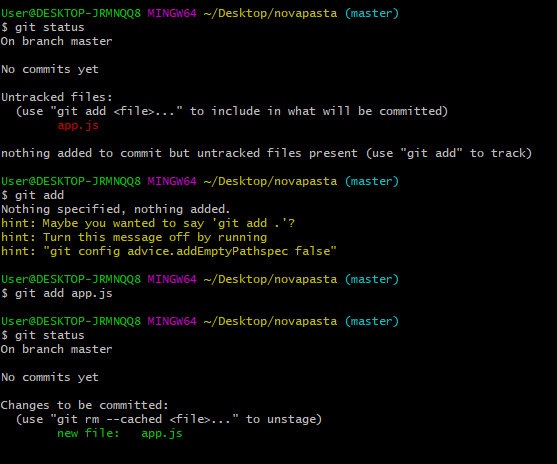 User@DESKTOP-JRMNQQ8 MINGW64 ~/Desktop/novapasta (master)
$ git status
On branch master
No commits yet
Untracked files:
(use "git add <file>..." to include in what will be committed)
app.js
nothing added to commit but untracked files present (use "git add" to track)
User@DESKTOP-JRMNQQ8 MINGW64 ~/Desktop/novapasta (master)
$ git add
Nothing specified, nothing added.
hint: Maybe you wanted to say 'git add .'?
hint: Turn this message off by running
hint: "git config advice.addEmptyPathspec false"
User@DESKTOP-JRMNQQ8 MINGW64 ~/Desktop/novapasta (master)
$ git add app.js
User@DESKTOP-JRMNQQ8 MINGW64 ~/Desktop/novapasta (master)
$ git status
On branch master
No commits yet
Changes to be committed:
(use "git rm --cached <file>..." to unstage)
new file:   app.js